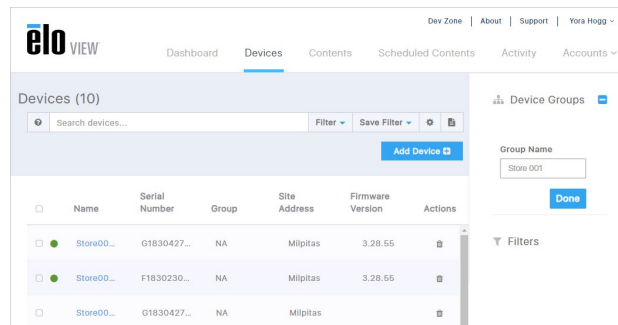 Dev Zone | About | Support | Yora Hogg
ēlo VIEW
Dashboard Devices Contents Scheduled Contents Activity Accounts
Devices (10)
Search devices... Filter Save Filter
Add Device
Name Serial Number Group Site Address Firmware Version Actions
Store00... G1830427... NA Milpitas 3.28.55
Store00... F1830230... NA Milpitas 3.28.55
Store00... G1830427... NA Milpitas
Device Groups
Group Name
Store 001
Done
Filters